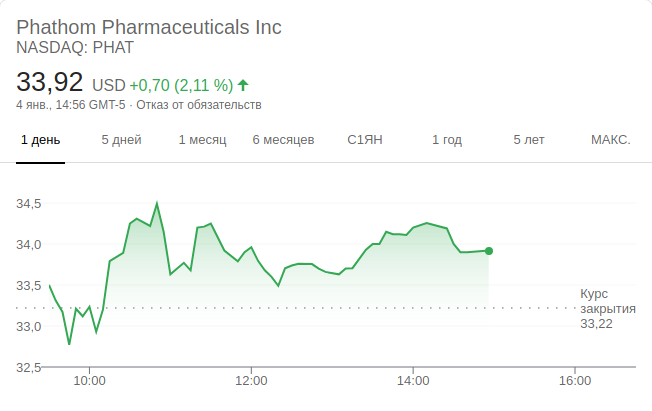 Phathom Pharmaceuticals Inc
NASDAQ: PHAT
33,92 USD +0,70 (2,11 %)
4 янв., 14:56 GMT-5 · Отказ от обязательств
1 день 5 дней 1 месяц 6 месяцев С1ЯН 1 год 5 лет МАКС.
34,5
34,0
33,5
Курс
закрытия
33,22
33,0
32,5
10:00 12:00 14:00 16:00